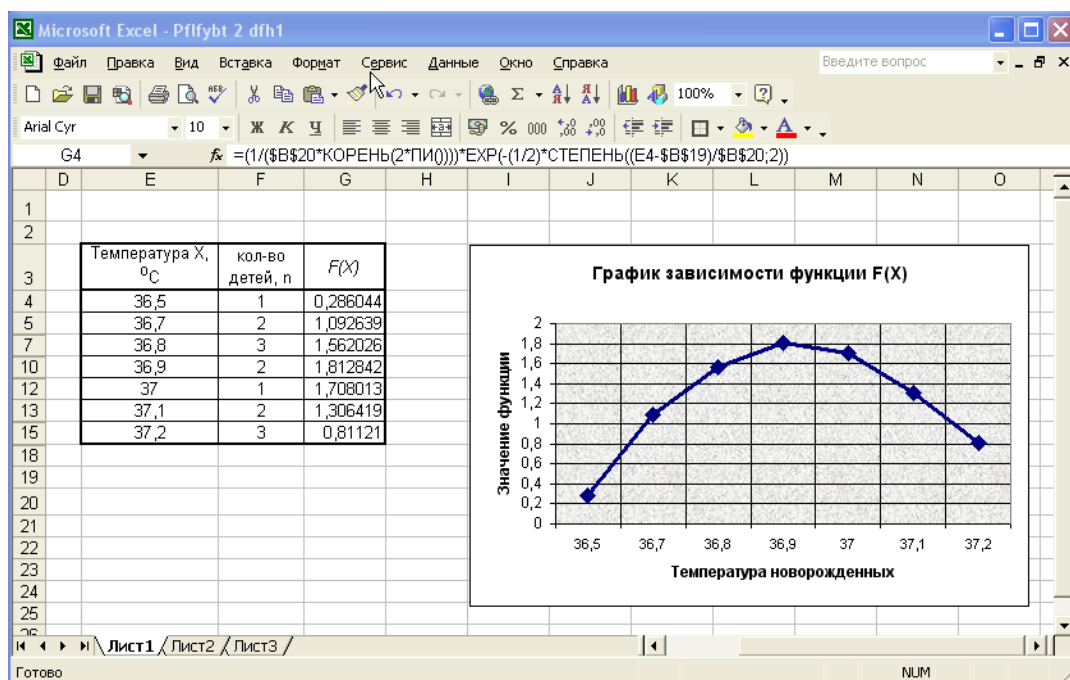 Microsoft Excel - Pflfybt 2 dfh1
Файл Правка Вид Вставка Формат Сервис Данные Окно Справка Введите вопрос
100%
Arial Cyr 10 Ж К Ч % 000
G4 fx =(1/($B$20*КОРЕНЬ(2*ПИ())))*EXP(-(1/2)*СТЕПЕНЬ((E4-$B$19)/$B$20;2))
D E F G H I J K L M N O
1
2
3 Температура X, °C кол-во детей, n F(X)
4 36,5 1 0,286044
5 36,7 2 1,092639
7 36,8 3 1,562026
10 36,9 2 1,812842
12 37 1 1,708013
13 37,1 2 1,306419
15 37,2 3 0,81121
18
19
20
21
22
23
24
25
График зависимости функции F(X)
Значение функции
2
1,8
1,6
1,4
1,2
1
0,8
0,6
0,4
0,2
0
36,5 36,7 36,8 36,9 37 37,1 37,2
Температура новорожденных
Лист1 Лист2 Лист3
Готово NUM